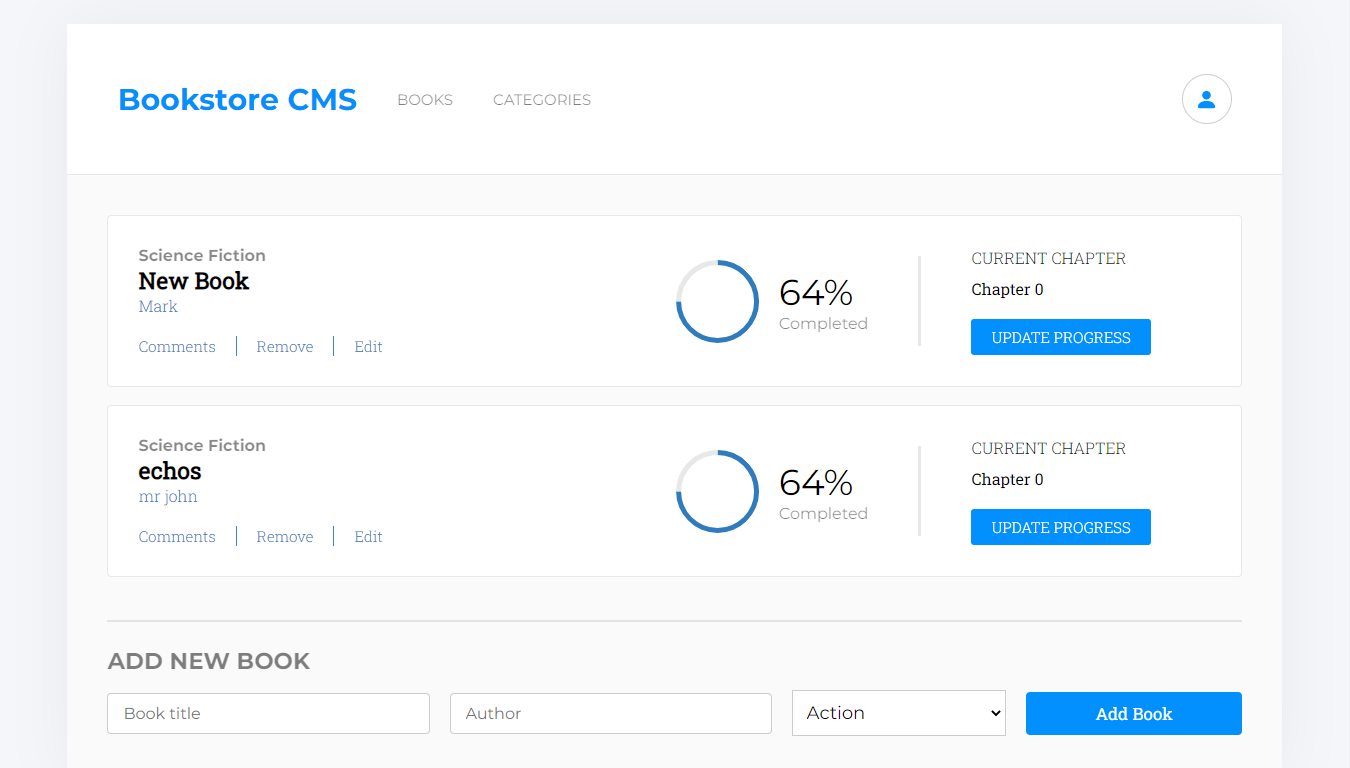 Bookstore CMS BOOKS CATEGORIES
Science Fiction
New Book
Mark
Comments Remove Edit
64%
Completed
CURRENT CHAPTER
Chapter 0
UPDATE PROGRESS
Science Fiction
echos
mr john
Comments Remove Edit
64%
Completed
CURRENT CHAPTER
Chapter 0
UPDATE PROGRESS
ADD NEW BOOK
Book title Author Action Add Book